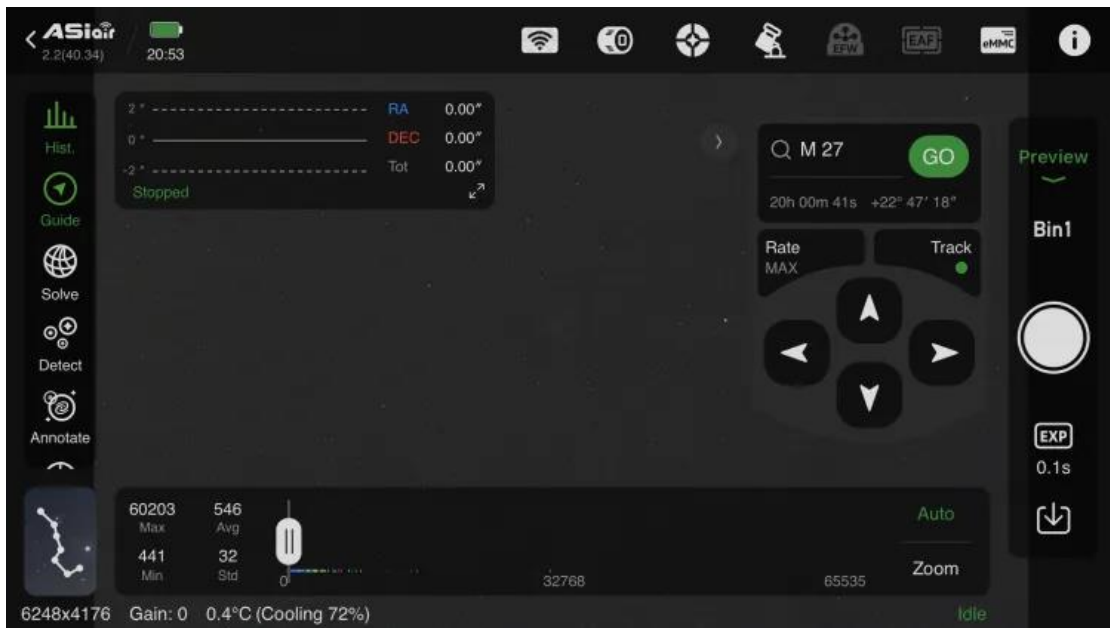 ASiair
2.2(40.34)
20:53
EFW
EAF
eMMC
i
Hist.
Guide
Solve
Detect
Annotate
2 "
0 "
-2 "
RA 0.00"
DEC 0.00"
Tot 0.00"
Stopped
M 27
GO
20h 00m 41s +22° 47' 18"
Rate
MAX
Track
Preview
Bin1
EXP
0.1s
60203 546
Max Avg
441 32
Min Std
0 32768 65535
Auto
Zoom
6248x4176 Gain: 0 0.4°C (Cooling 72%) Idle